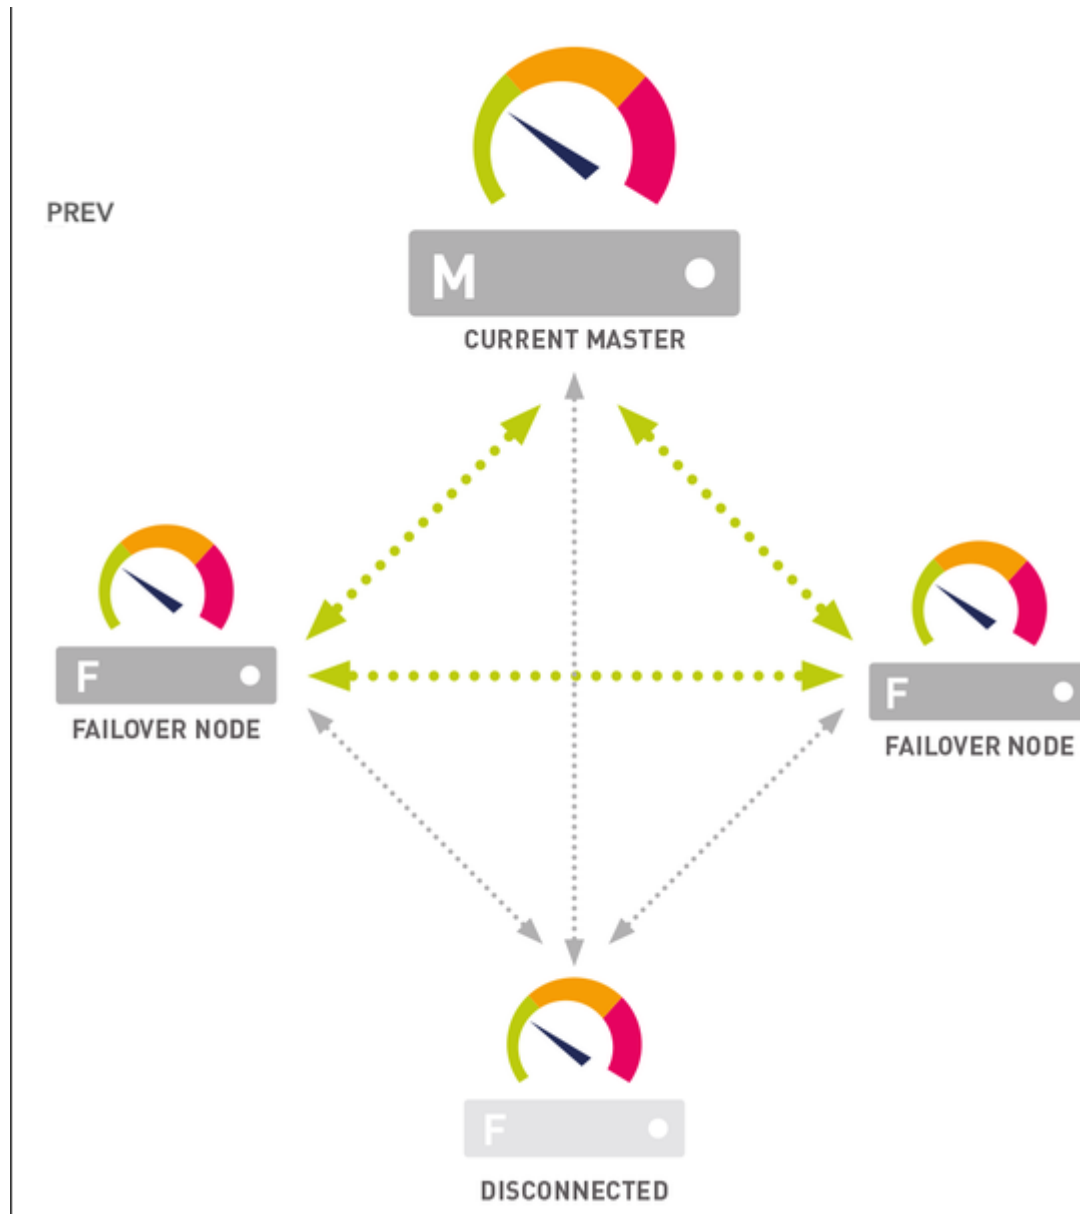 PREV
M
CURRENT MASTER
F
FAILOVER NODE
F
FAILOVER NODE
F
DISCONNECTED